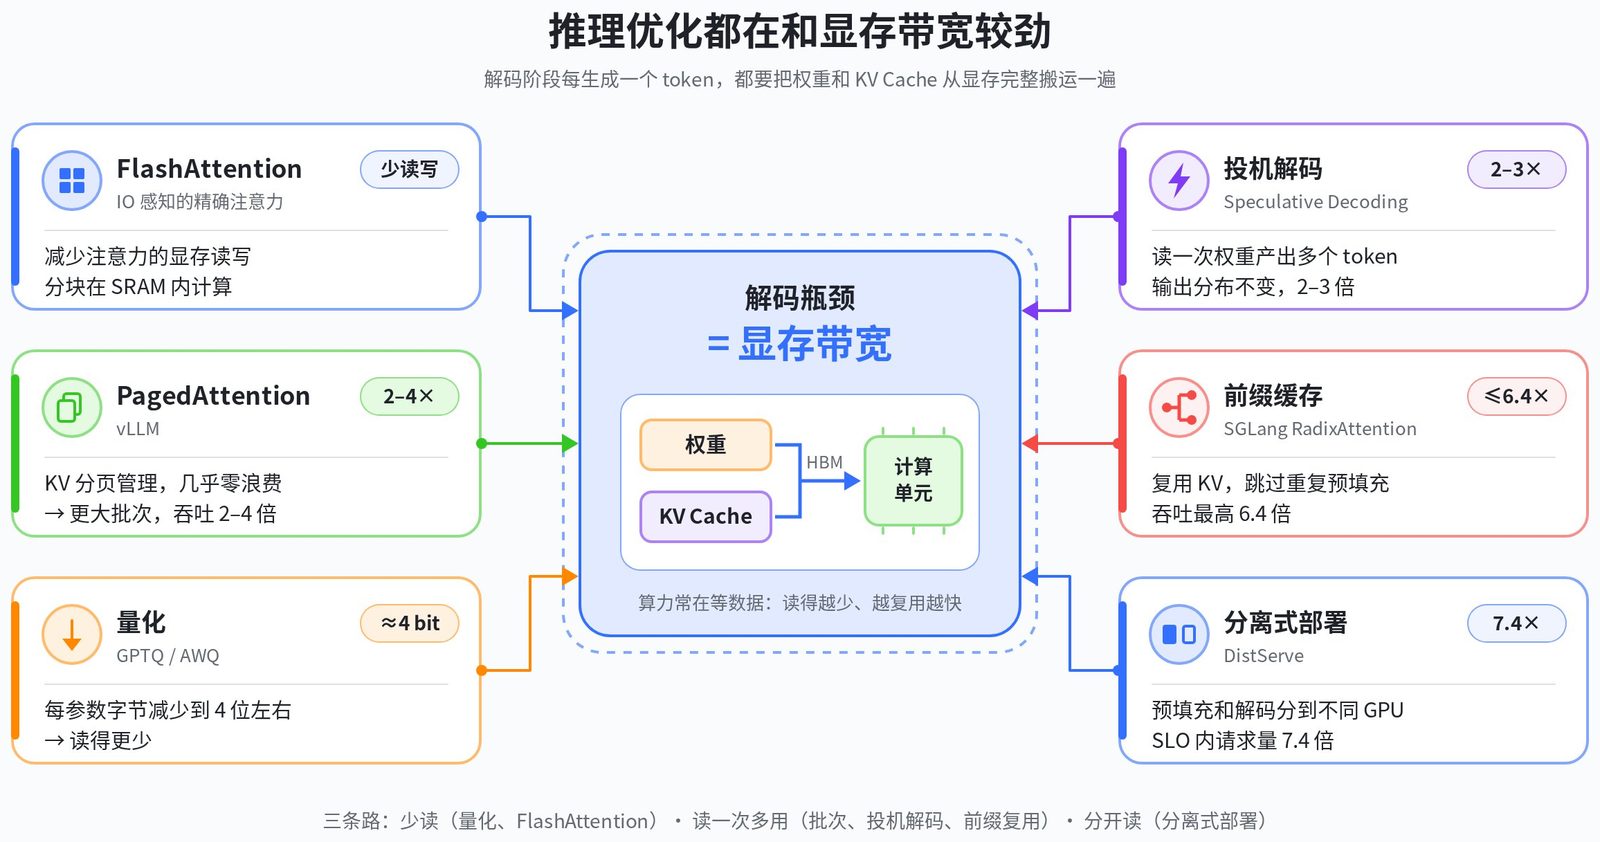 推理优化都在和显存带宽较劲
解码阶段每生成一个 token，都要把权重和 KV Cache 从显存完整搬运一遍
FlashAttention
少读写
IO 感知的精确注意力
减少注意力的显存读写
分块在 SRAM 内计算
PagedAttention
2–4×
vLLM
KV 分页管理，几乎零浪费
→ 更大批次，吞吐 2–4 倍
量化
≈4 bit
GPTQ / AWQ
每参数字节减少到 4 位左右
→ 读得更少
解码瓶颈
= 显存带宽
权重
KV Cache
HBM
计算
单元
算力常在等数据：读得越少、越复用越快
投机解码
2–3×
Speculative Decoding
读一次权重产出多个 token
输出分布不变，2–3 倍
前缀缓存
≤6.4×
SGLang RadixAttention
复用 KV，跳过重复预填充
吞吐最高 6.4 倍
分离式部署
7.4×
DistServe
预填充和解码分到不同 GPU
SLO 内请求量 7.4 倍
三条路：少读（量化、FlashAttention）· 读一次多用（批次、投机解码、前缀复用）· 分开读（分离式部署）